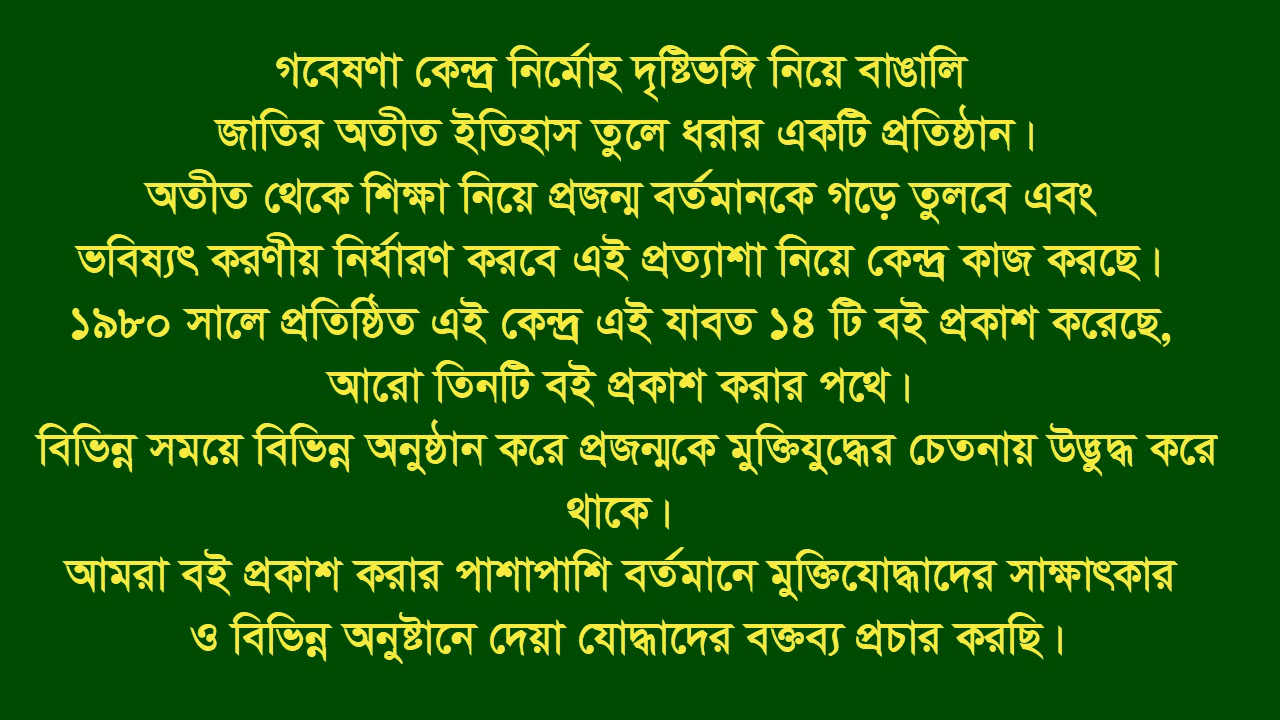 গবেষণা কেন্দ্র নির্মোহ দৃষ্টিভঙ্গি নিয়ে বাঙালি
জাতির অতীত ইতিহাস তুলে ধরার একটি প্রতিষ্ঠান।
অতীত থেকে শিক্ষা নিয়ে প্রজন্ম বর্তমানকে গড়ে তুলবে এবং
ভবিষ্যৎ করণীয় নির্ধারণ করবে এই প্রত্যাশা নিয়ে কেন্দ্র কাজ করছে।
১৯৮০ সালে প্রতিষ্ঠিত এই কেন্দ্র এই যাবত ১৪ টি বই প্রকাশ করেছে,
আরো তিনটি বই প্রকাশ করার পথে।
বিভিন্ন সময়ে বিভিন্ন অনুষ্ঠান করে প্রজন্মকে মুক্তিযুদ্ধের চেতনায় উদ্ভুদ্ধ করে
থাকে।
আমরা বই প্রকাশ করার পাশাপাশি বর্তমানে মুক্তিযোদ্ধাদের সাক্ষাৎকার
ও বিভিন্ন অনুষ্টানে দেয়া যোদ্ধাদের বক্তব্য প্রচার করছি।